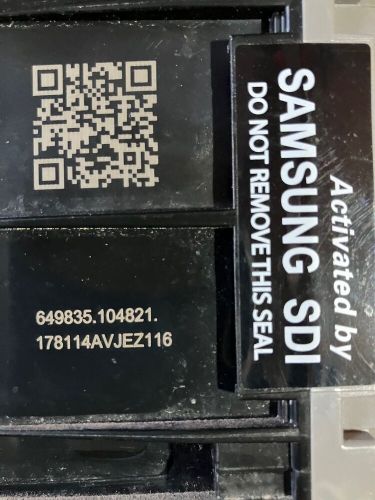 649835.104821.
178114AVJEZ116
Activated by
SAMSUNG SDI
DO NOT REMOVE THIS SEAL